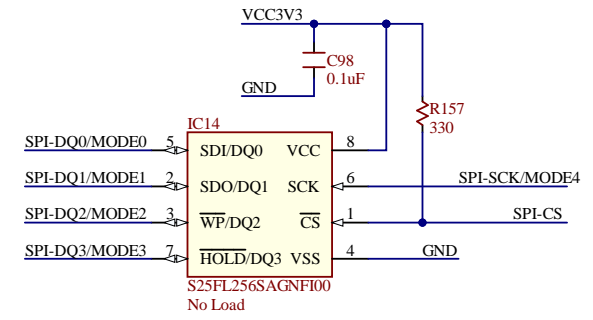 VCC3V3
C98
0.1uF
GND
R157
330
IC14
SPI-DQ0/MODE0 5 SDI/DQ0 VCC 8
SPI-DQ1/MODE1 2 SDO/DQ1 SCK 6 SPI-SCK/MODE4
SPI-DQ2/MODE2 3 WP/DQ2 CS 1 SPI-CS
SPI-DQ3/MODE3 7 HOLD/DQ3 VSS 4 GND
S25FL256SAGNFI00
No Load